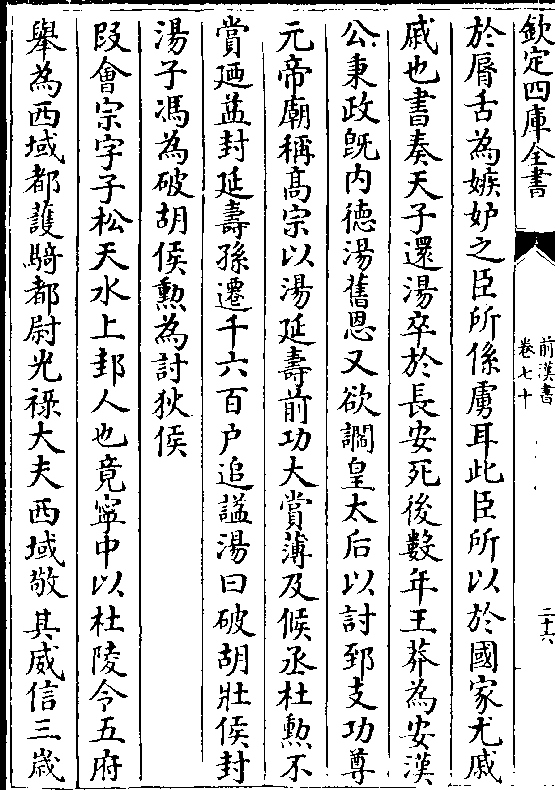 欽定四庫全書
前漢書
卷七十
二十六
於脣舌為嫉妒之臣所係虜耳此臣所以於國家尤戚
戚也書奏天子還湯卒於長安死後數年王莽為安漢
公秉政既内德湯舊恩又欲讇皇太后以討郅支功尊
元帝廟稱髙宗以湯延壽前功大賞薄及候丞杜勲不
賞廼益封延壽孫遷千六百户追諡湯曰破胡壯侯封
湯子馮為破胡侯勲為討狄侯
段會宗字子松天水上邽人也竟寧中以杜陵令五府
舉為西域都護騎都尉光禄大夫西域敬其威信三歲